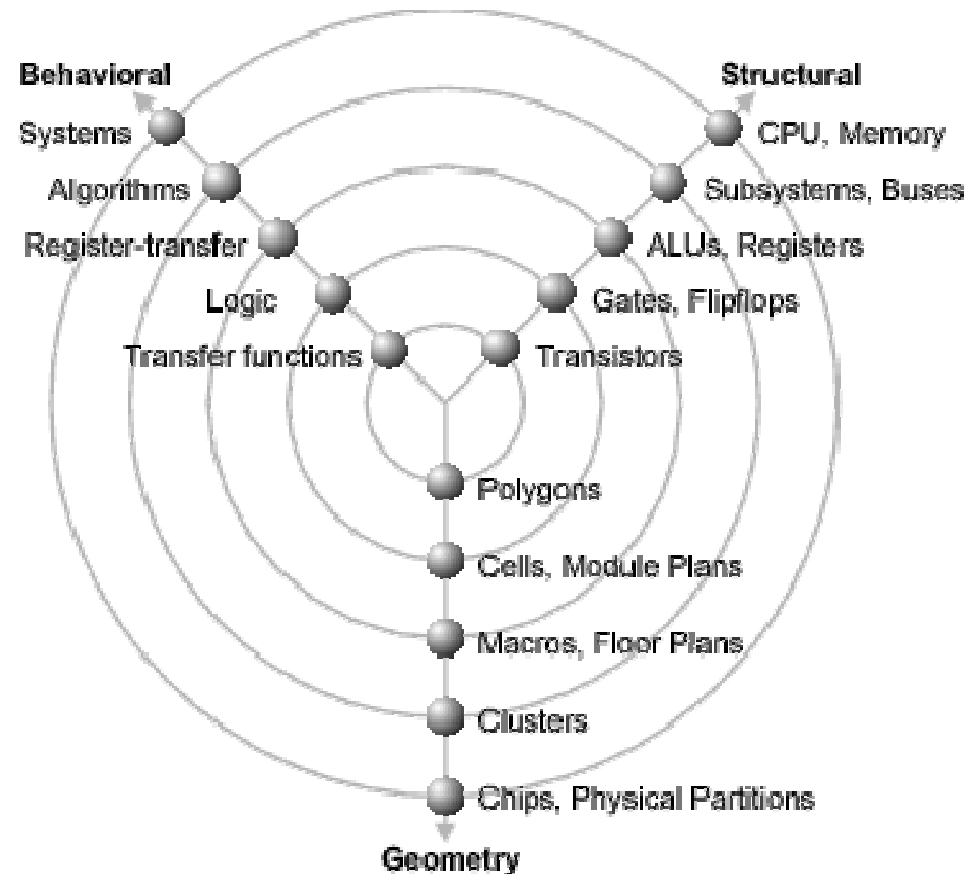 Behavioral
Structural
Systems
CPU, Memory
Algorithms
Subsystems, Buses
Register-transfer
ALUs, Registers
Logic
Gates, Flipflops
Transfer functions
Transistors
Polygons
Cells, Module Plans
Macros, Floor Plans
Clusters
Chips, Physical Partitions
Geometry